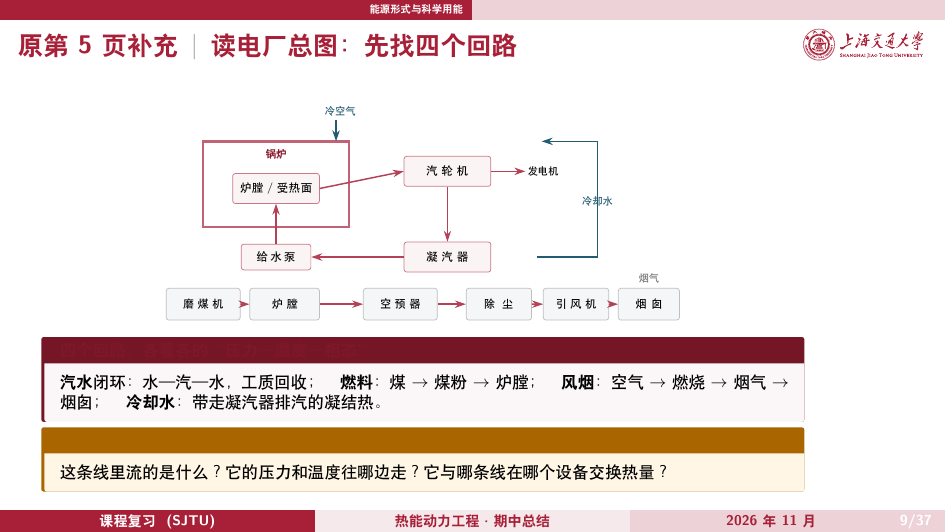 能源形式与科学用能
原第 5 页补充 | 读电厂总图：先找四个回路
上海交通大学
SHANGHAI JIAO TONG UNIVERSITY
冷空气
锅炉
炉膛 / 受热面
汽轮机
发电机
冷却水
给水泵
凝汽器
烟气
磨煤机
炉膛
空预器
除尘
引风机
烟囱
汽水闭环：水—汽—水，工质回收； 燃料：煤 → 煤粉 → 炉膛； 风烟：空气 → 燃烧 → 烟气 →
烟囱； 冷却水：带走凝汽器排汽的凝结热。
这条线里流的是什么？它的压力和温度往哪边走？它与哪条线在哪个设备交换热量？
课程复习 (SJTU)
热能动力工程 · 期中总结
2026 年 11 月
9/37